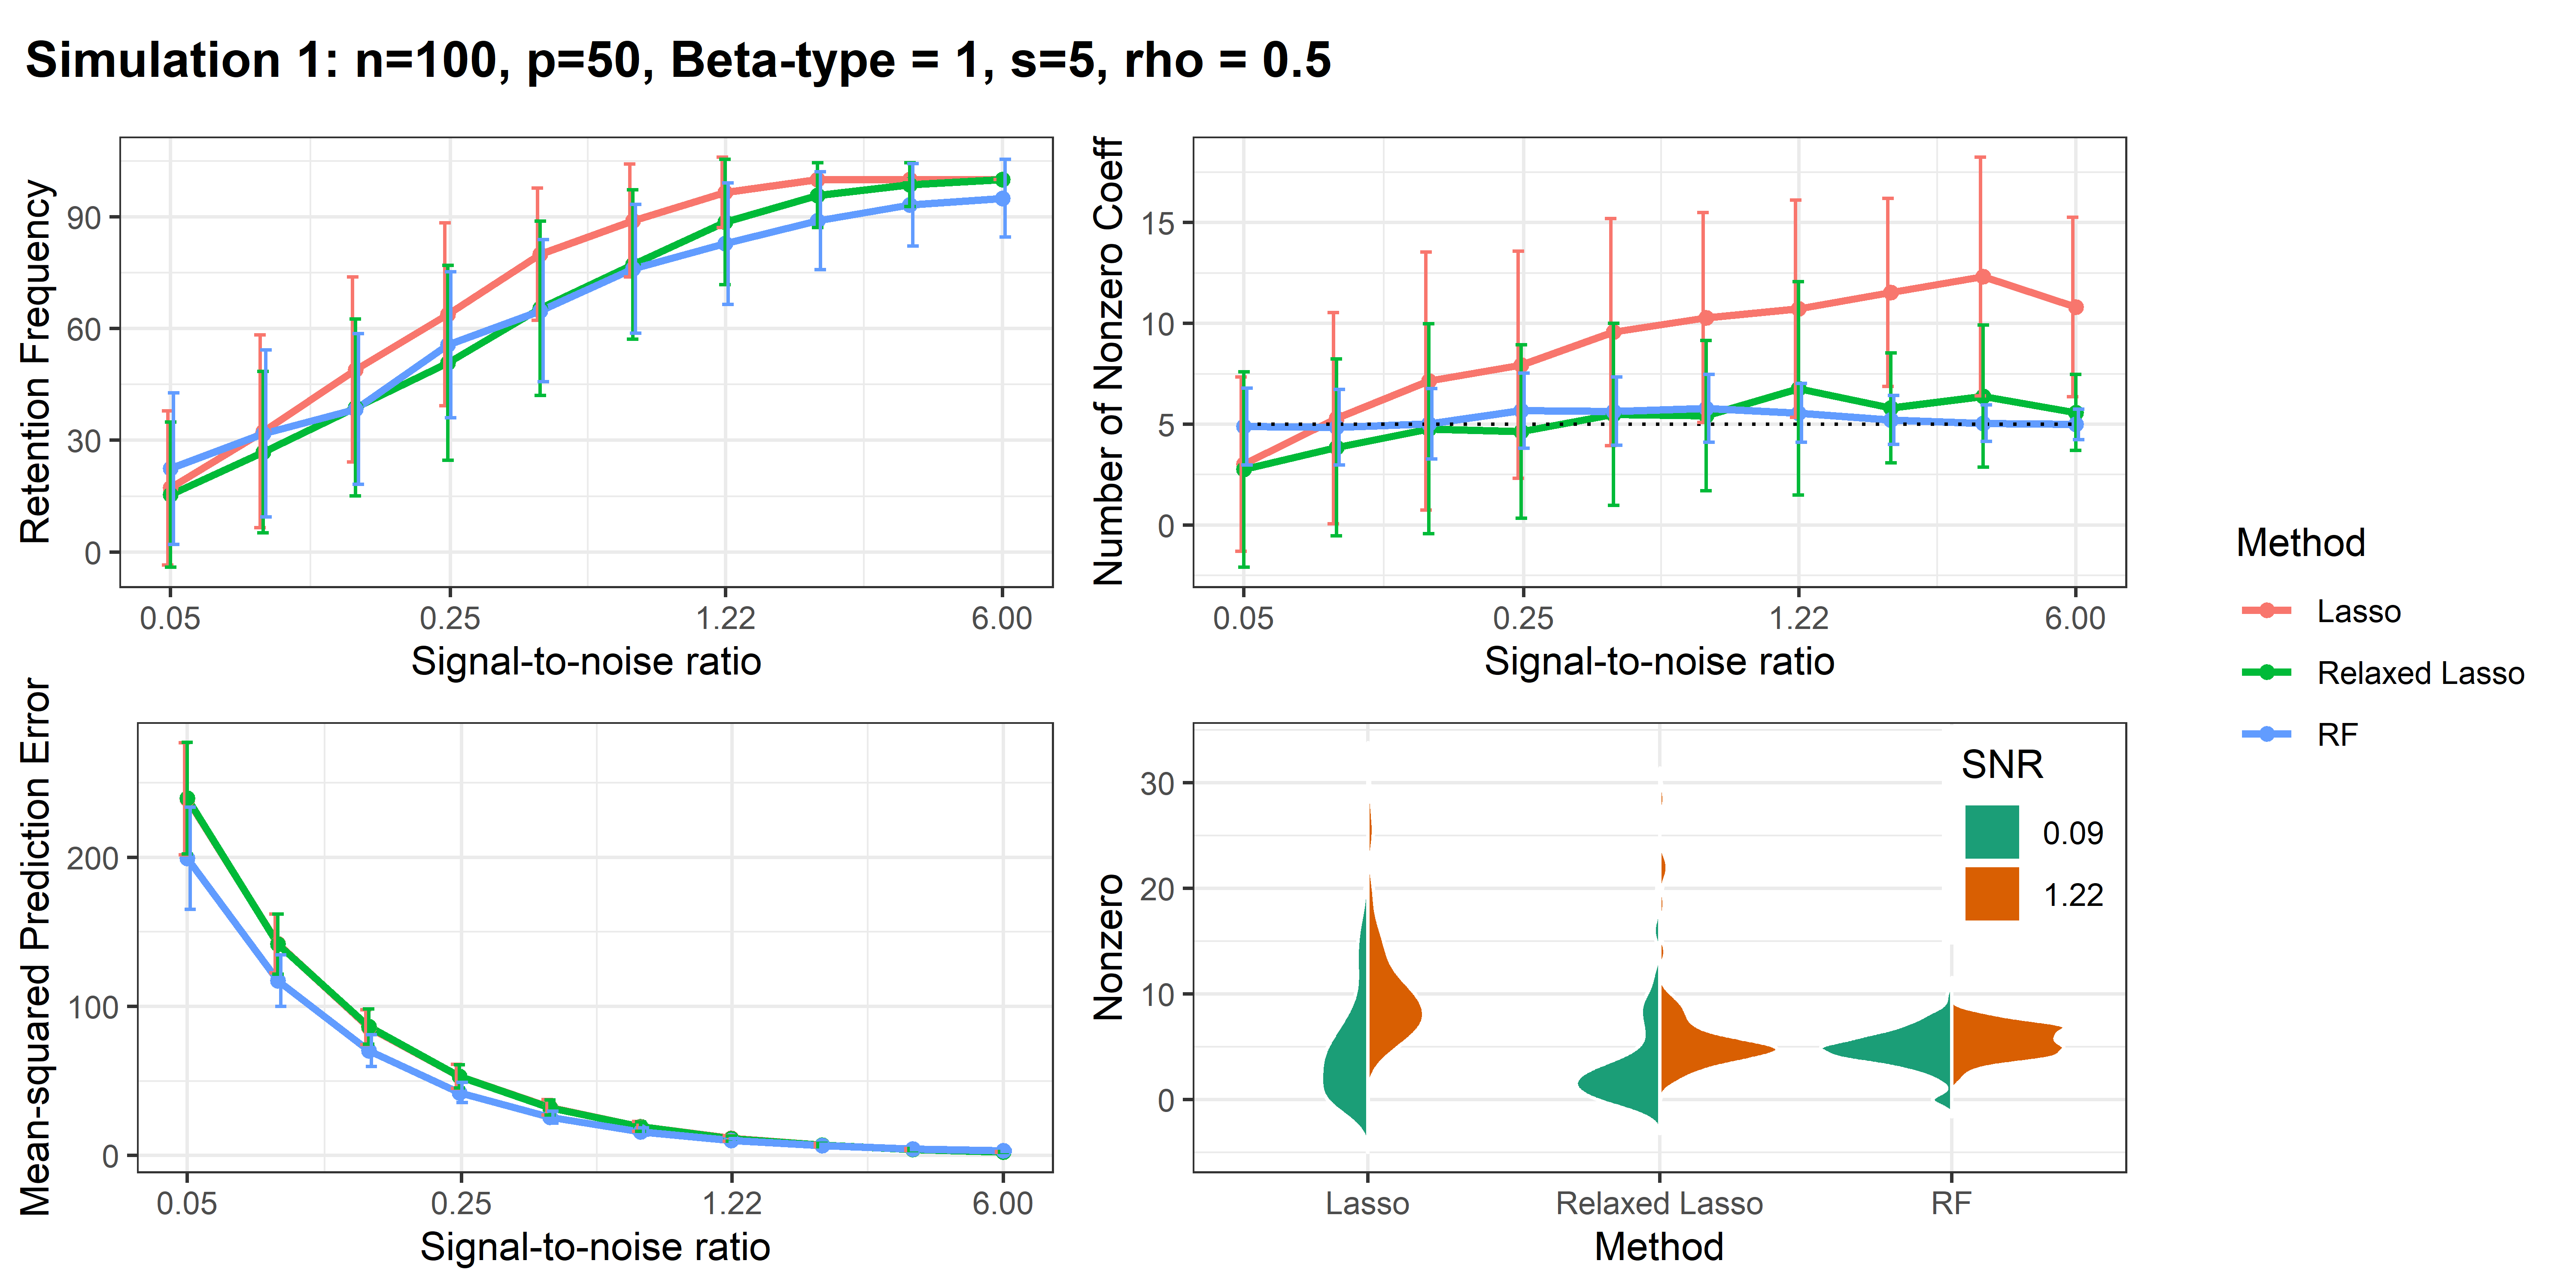 Simulation 1: n=100, p=50, Beta-type = 1, s=5, rho = 0.5
Retention Frequency
90
60
30
0
0.05 0.25 1.22 6.00
Signal-to-noise ratio
Number of Nonzero Coeff
15
10
5
0
0.05 0.25 1.22 6.00
Signal-to-noise ratio
Method
Lasso
Relaxed Lasso
RF
Mean-squared Prediction Error
200
100
0
0.05 0.25 1.22 6.00
Signal-to-noise ratio
Nonzero
30
20
10
0
SNR
0.09
1.22
Lasso Relaxed Lasso RF
Method